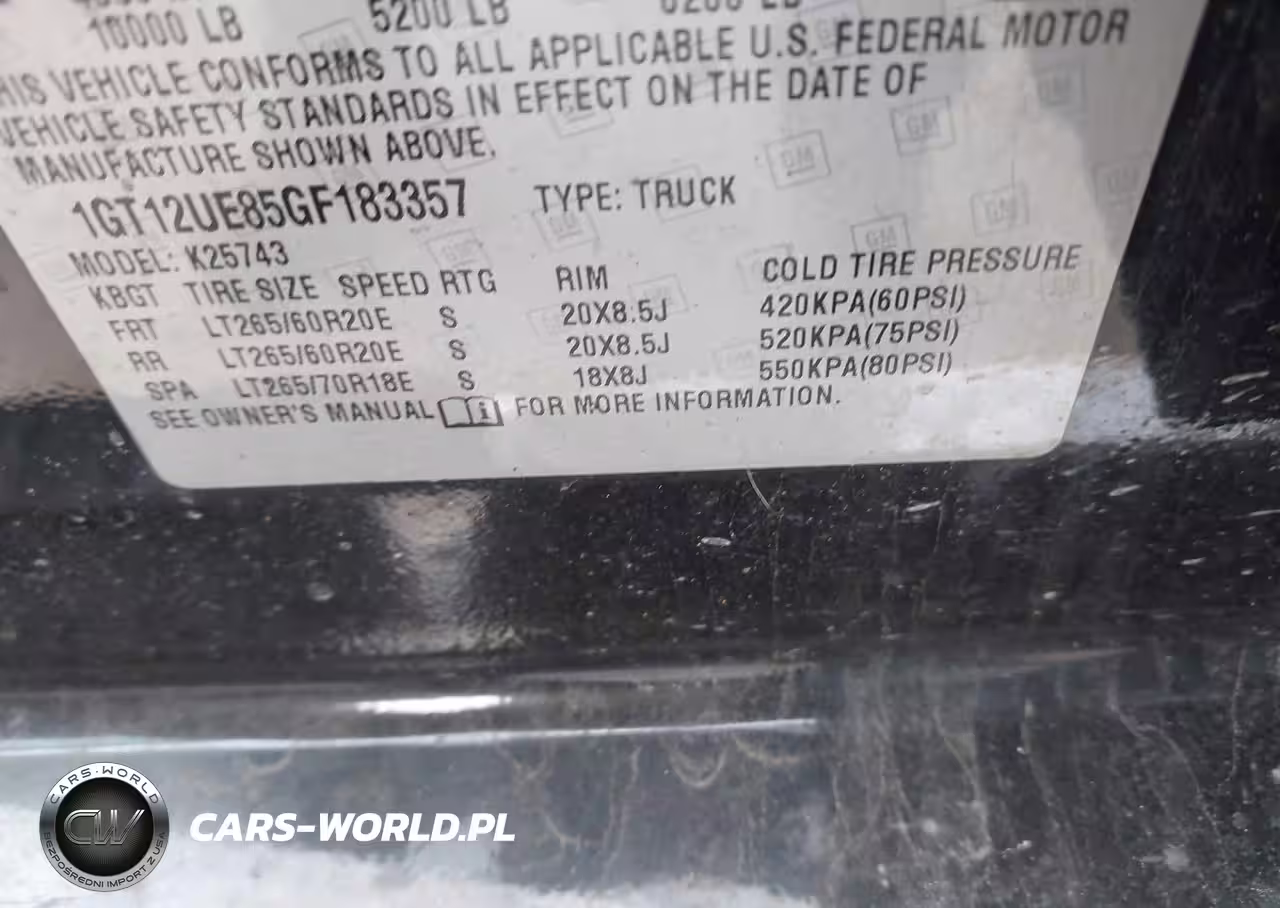 10000 LB 5200 LB
THIS VEHICLE CONFORMS TO ALL APPLICABLE U.S. FEDERAL MOTOR
VEHICLE SAFETY STANDARDS IN EFFECT ON THE DATE OF
MANUFACTURE SHOWN ABOVE.
1GT12UE85GF183357 TYPE: TRUCK
MODEL: K25743
KBGT TIRE SIZE SPEED RTG RIM COLD TIRE PRESSURE
FRT LT265/60R20E S 20X8.5J 420KPA(60PSI)
RR LT265/60R20E S 20X8.5J 520KPA(75PSI)
SPA LT265/70R18E S 18X8J 550KPA(80PSI)
SEE OWNER'S MANUAL FOR MORE INFORMATION.
CARS-WORLD
CW
BEZPOŚREDNI IMPORT Z USA
CARS-WORLD.PL